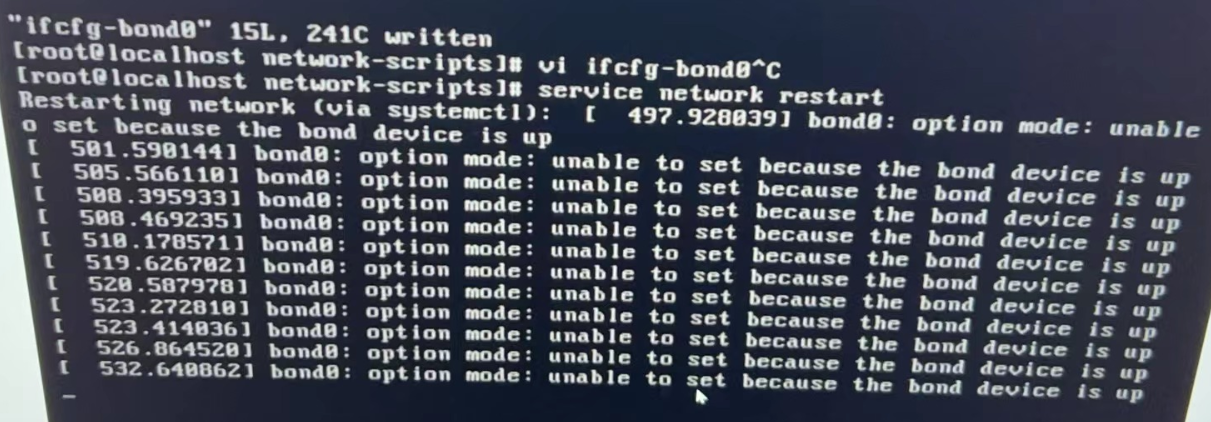 "ifcfg-bond0" 15L, 241C written
[root@localhost network-scripts]# vi ifcfg-bond0^C
[root@localhost network-scripts]# service network restart
Restarting network (via systemctl):  [  497.928039] bond0: option mode: unable
o set because the bond device is up
[  501.590144] bond0: option mode: unable to set because the bond device is up
[  505.566110] bond0: option mode: unable to set because the bond device is up
[  508.395933] bond0: option mode: unable to set because the bond device is up
[  508.469235] bond0: option mode: unable to set because the bond device is up
[  510.178571] bond0: option mode: unable to set because the bond device is up
[  519.626702] bond0: option mode: unable to set because the bond device is up
[  520.587978] bond0: option mode: unable to set because the bond device is up
[  523.272810] bond0: option mode: unable to set because the bond device is up
[  523.414036] bond0: option mode: unable to set because the bond device is up
[  526.864520] bond0: option mode: unable to set because the bond device is up
[  532.640862] bond0: option mode: unable to set because the bond device is up